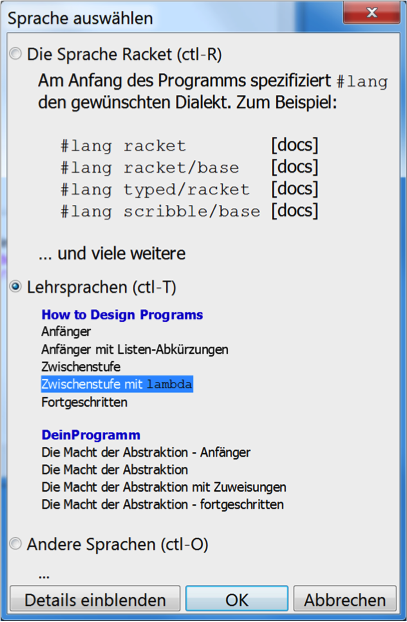 Sprache auswählen
Die Sprache Racket (ctl-R)
Am Anfang des Programms spezifiziert #lang
den gewünschten Dialekt. Zum Beispiel:
#lang racket [docs]
#lang racket/base [docs]
#lang typed/racket [docs]
#lang scribble/base [docs]
... und viele weitere
Lehrsprachen (ctl-T)
How to Design Programs
Anfänger
Anfänger mit Listen-Abkürzungen
Zwischenstufe
Zwischenstufe mit lambda
Fortgeschritten
DeinProgramm
Die Macht der Abstraktion - Anfänger
Die Macht der Abstraktion
Die Macht der Abstraktion mit Zuweisungen
Die Macht der Abstraktion - fortgeschritten
Andere Sprachen (ctl-O)
...
Details einblenden OK Abbrechen